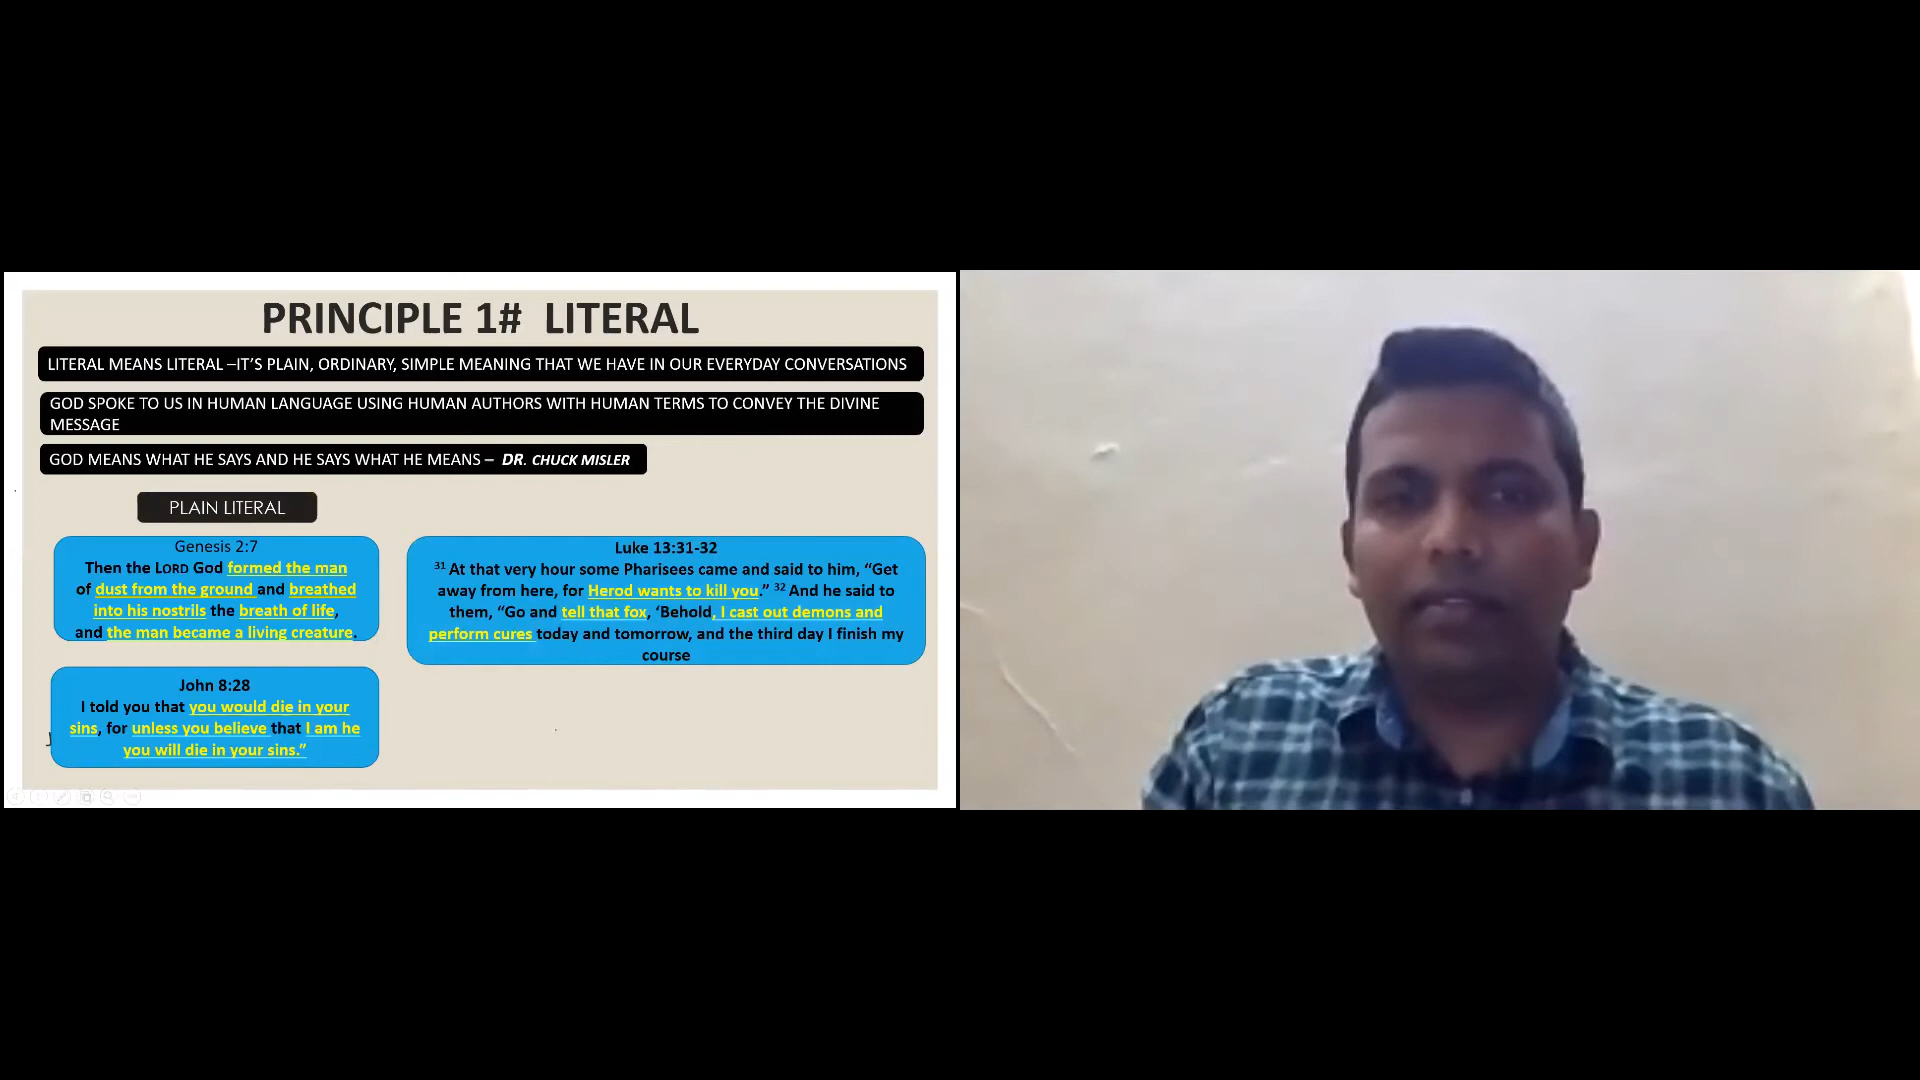 PRINCIPLE 1# LITERAL
LITERAL MEANS LITERAL –IT'S PLAIN, ORDINARY, SIMPLE MEANING THAT WE HAVE IN OUR EVERYDAY CONVERSATIONS
GOD SPOKE TO US IN HUMAN LANGUAGE USING HUMAN AUTHORS WITH HUMAN TERMS TO CONVEY THE DIVINE
MESSAGE
GOD MEANS WHAT HE SAYS AND HE SAYS WHAT HE MEANS – DR. CHUCK MISLER
PLAIN LITERAL
Genesis 2:7
Then the LORD God formed the man
of dust from the ground and breathed
into his nostrils the breath of life,
and the man became a living creature.
John 8:28
I told you that you would die in your
sins, for unless you believe that I am he
you will die in your sins.”
Luke 13:31-32
31 At that very hour some Pharisees came and said to him, “Get
away from here, for Herod wants to kill you.” 32 And he said to
them, “Go and tell that fox, ‘Behold, I cast out demons and
perform cures today and tomorrow, and the third day I finish my
course